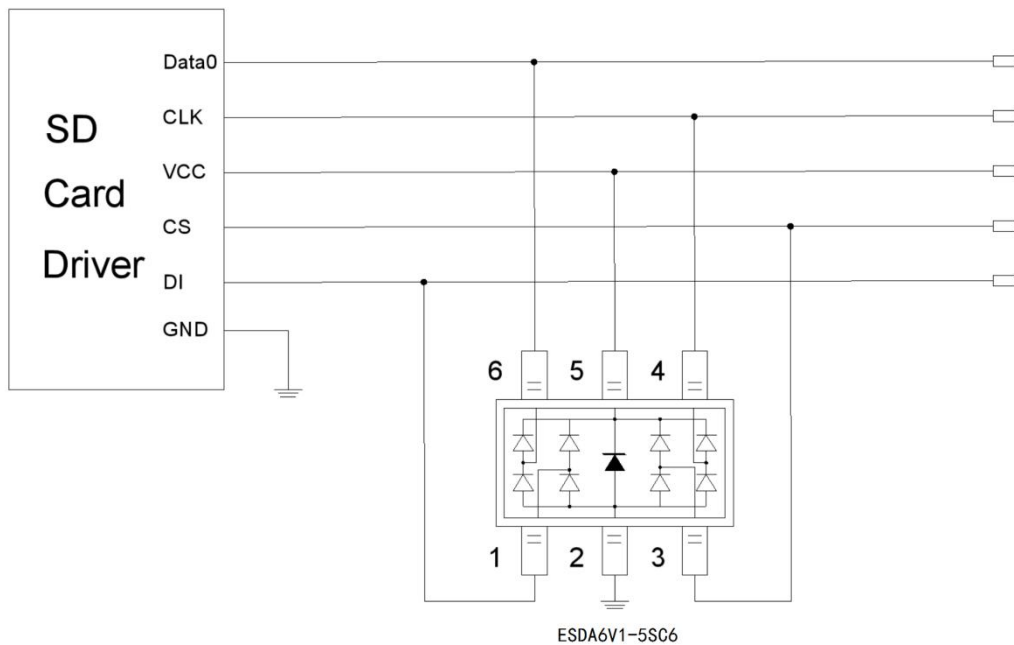 Data0
SD
CLK
VCC
Card
CS
Driver
DI
GND
6 5 4
1 2 3
ESDA6V1-5SC6